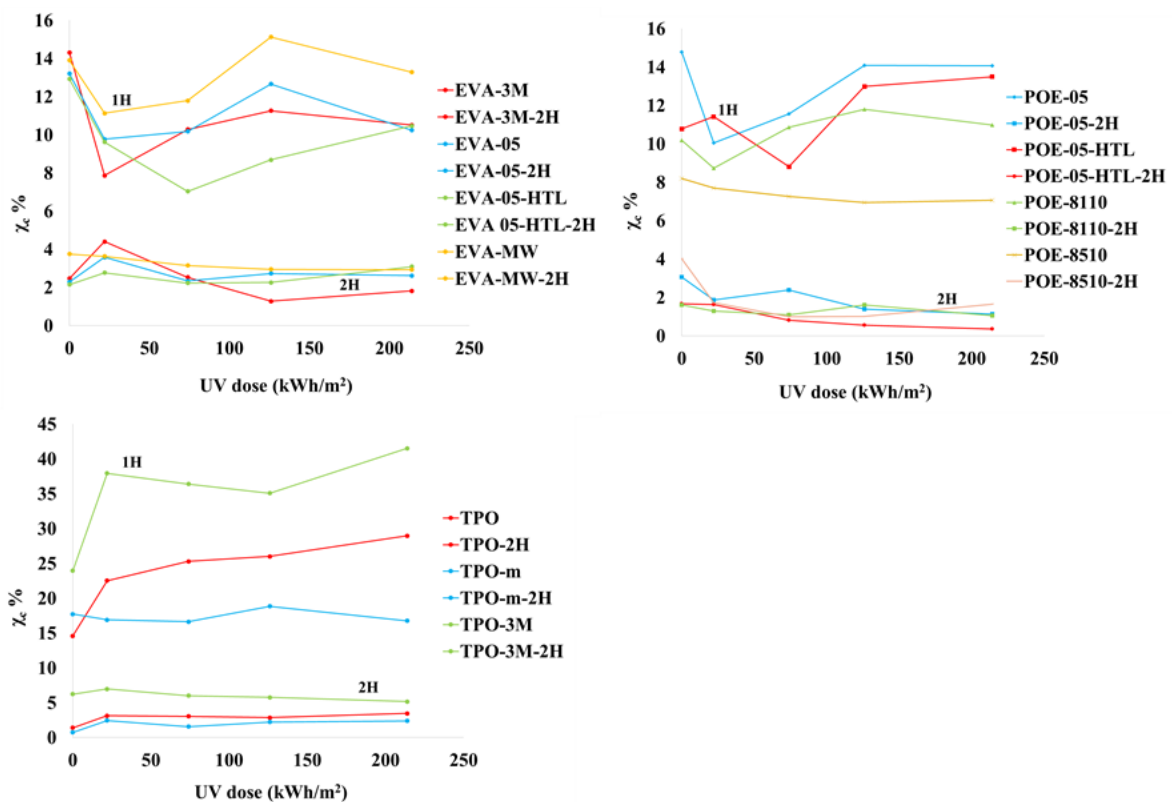 16
14
12
10
8
6
4
2
0
χc %
1H
2H
0
50
100
150
200
250
UV dose (kWh/m²)
EVA-3M
EVA-3M-2H
EVA-05
EVA-05-2H
EVA-05-HTL
EVA 05-HTL-2H
EVA-MW
EVA-MW-2H
16
14
12
10
8
6
4
2
0
χc %
1H
2H
0
50
100
150
200
250
UV dose (kWh/m²)
POE-05
POE-05-2H
POE-05-HTL
POE-05-HTL-2H
POE-8110
POE-8110-2H
POE-8510
POE-8510-2H
45
40
35
30
25
20
15
10
5
0
χc %
1H
2H
0
50
100
150
200
250
UV dose (kWh/m²)
TPO
TPO-2H
TPO-m
TPO-m-2H
TPO-3M
TPO-3M-2H